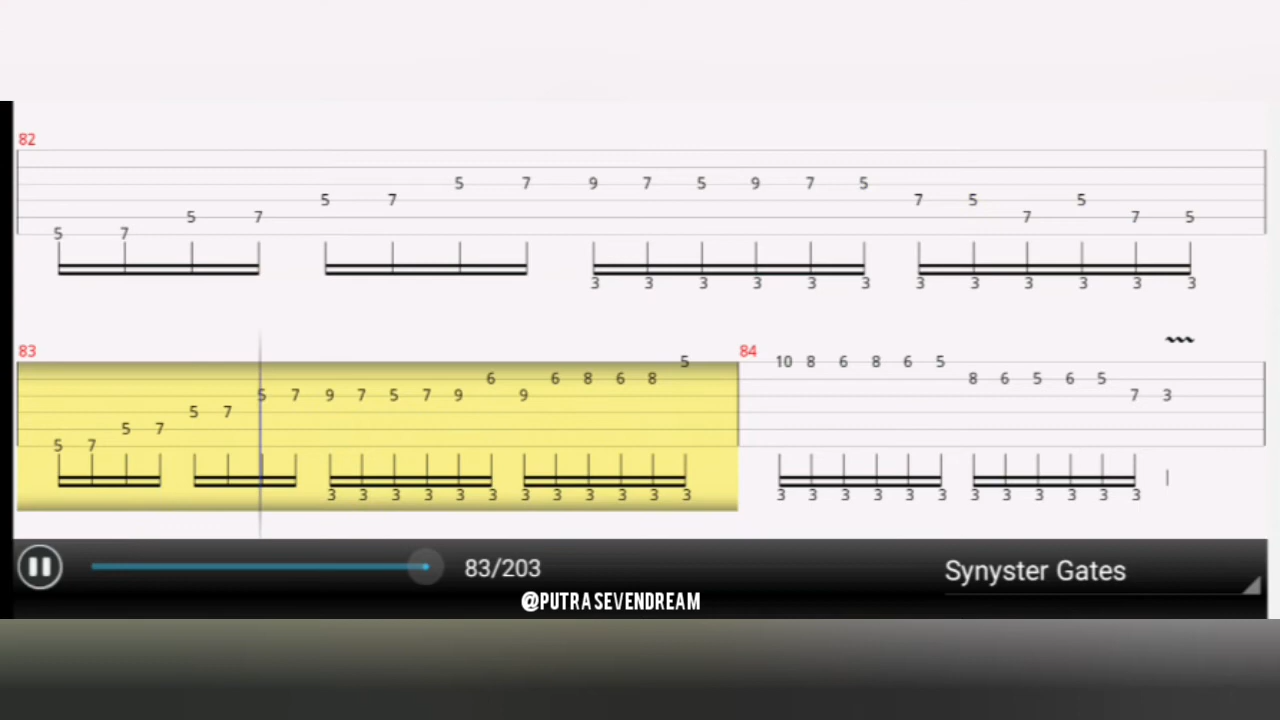 82
5 7 9 7 5 9 7 5
5 7 7 5 5
5 7 7 7 5
5 7
3 3 3 3 3 3 3 3 3 3 3 3
83 5 84 10 8 6 8 6 5
6 6 8 6 8 8 6 5 6 5
5 7 9 7 5 7 9 9 7 3
5 7
5 7
5 7
3 3 3 3 3 3 3 3 3 3 3 3 3 3 3 3 3 3 3 3 3 3 3 3
83/203 Synyster Gates
@PUTRASEVENDREAM